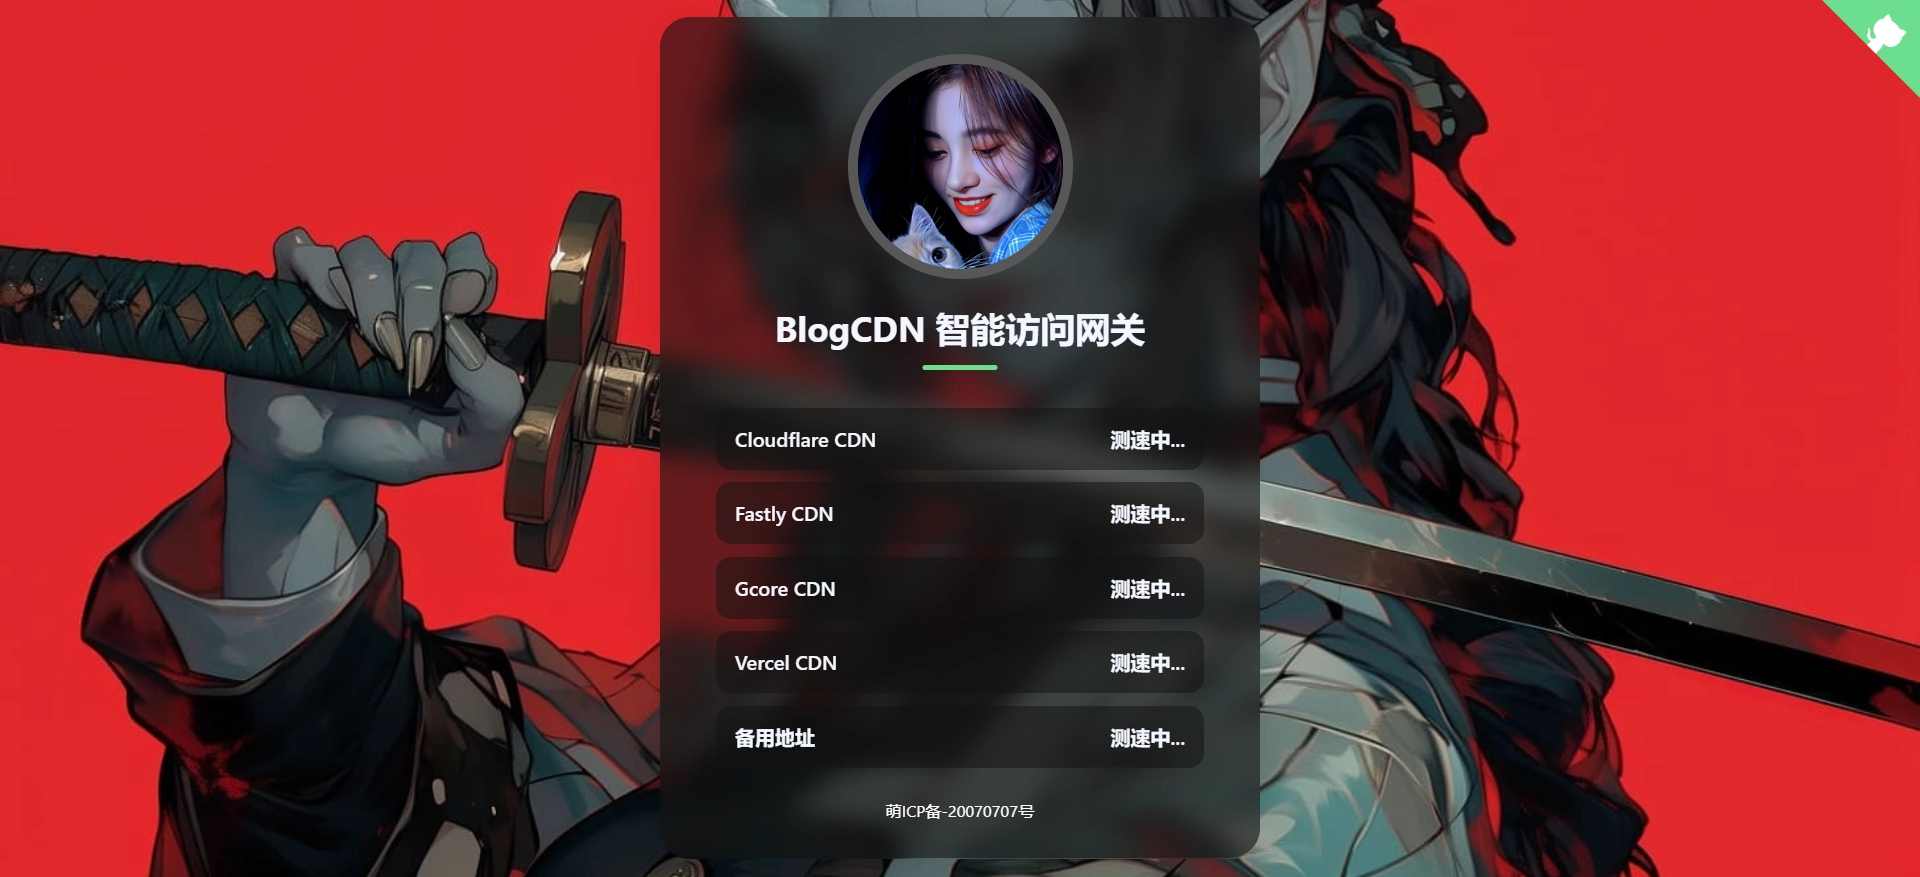 BlogCDN 智能访问网关
Cloudflare CDN 测速中...
Fastly CDN 测速中...
Gcore CDN 测速中...
Vercel CDN 测速中...
备用地址 测速中...
萌ICP备-20070707号